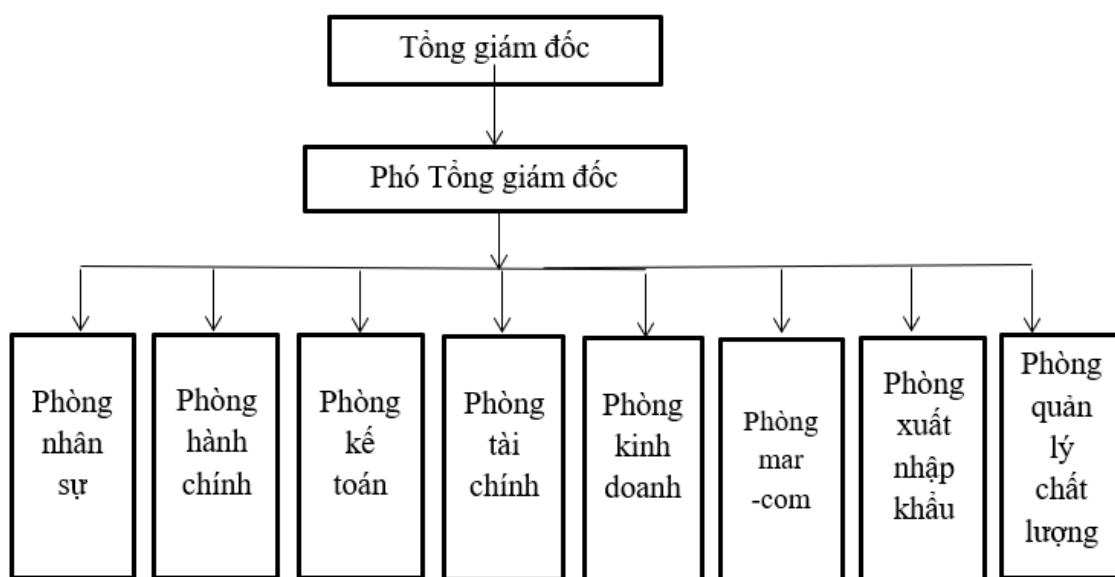 Tổng giám đốc
Phó Tổng giám đốc
Phòng
nhân
sự
Phòng
hành
chính
Phòng
kế
toán
Phòng
tài
chính
Phòng
kinh
doanh
Phòng
mar
-com
Phòng
xuất
nhập
khẩu
Phòng
quản
lý
chất
lượng